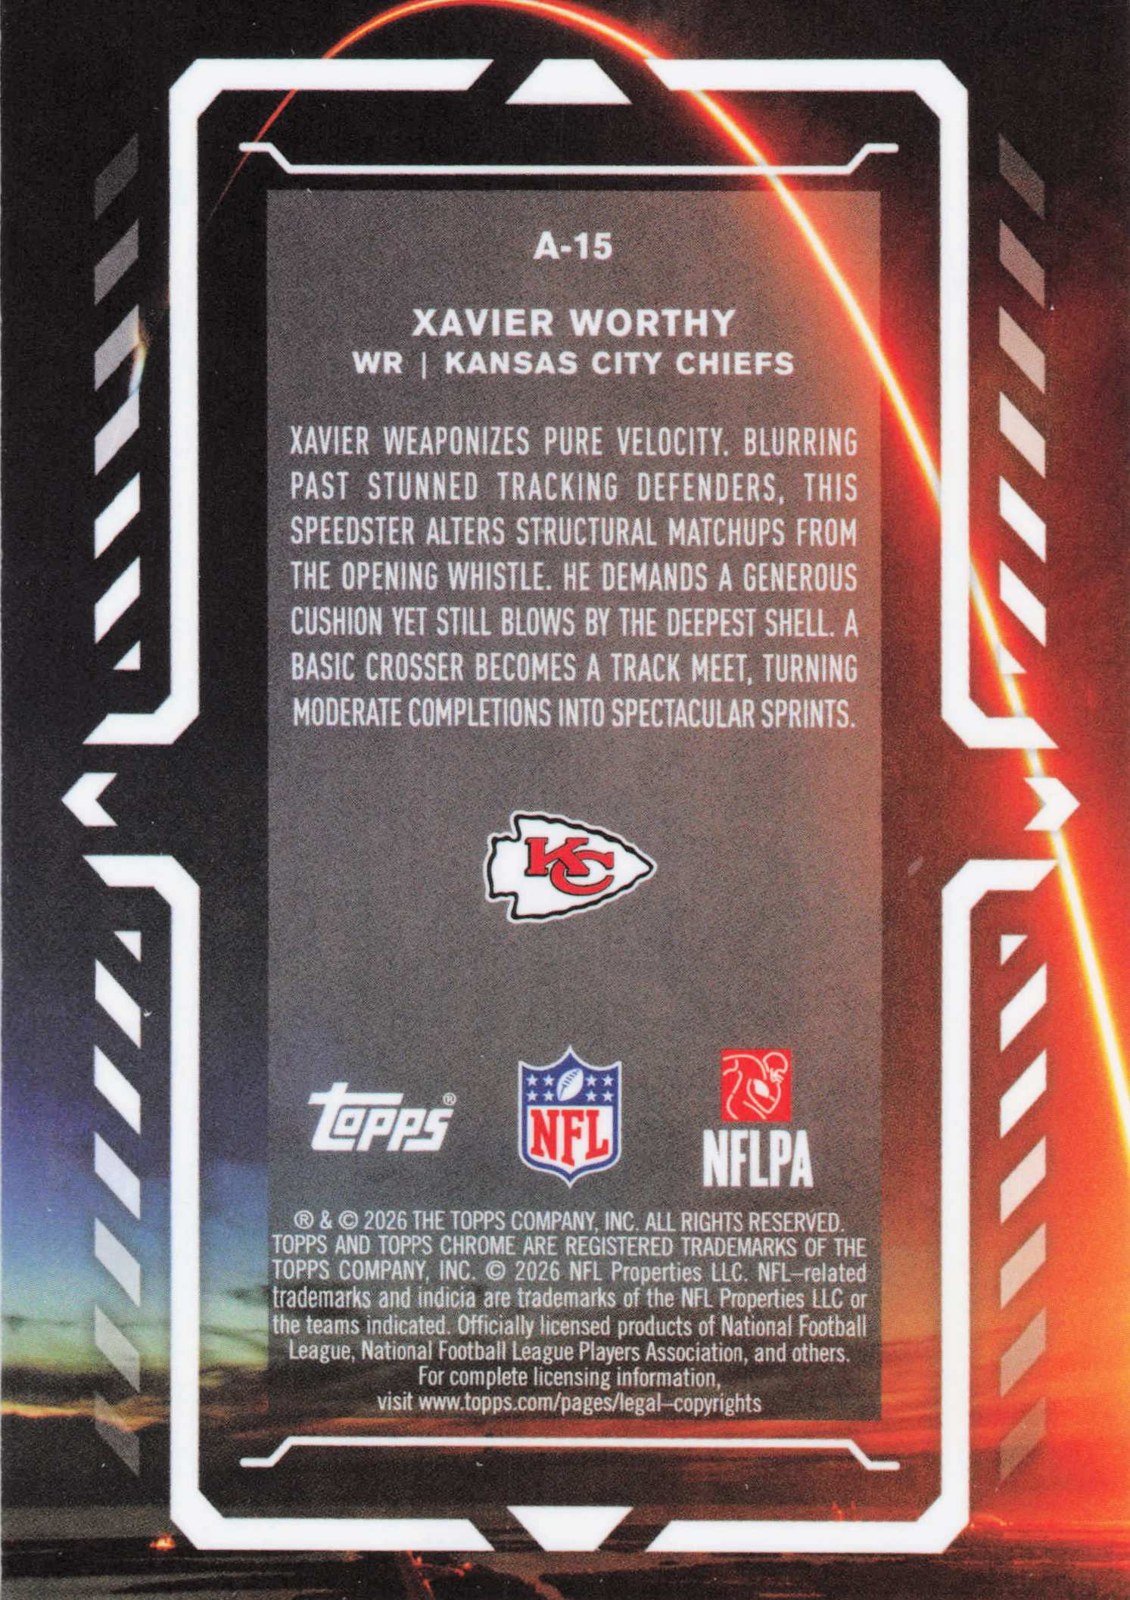 A-15
XAVIER WORTHY
WR | KANSAS CITY CHIEFS
XAVIER WEAPONIZES PURE VELOCITY. BLURRING
PAST STUNNED TRACKING DEFENDERS, THIS
SPEEDSTER ALTERS STRUCTURAL MATCHUPS FROM
THE OPENING WHISTLE. HE DEMANDS A GENEROUS
CUSHION YET STILL BLOWS BY THE DEEPEST SHELL. A
BASIC CROSSER BECOMES A TRACK MEET, TURNING
MODERATE COMPLETIONS INTO SPECTACULAR SPRINTS.
KC
Topps® NFL NFLPA
® & © 2026 THE TOPPS COMPANY, INC. ALL RIGHTS RESERVED.
TOPPS AND TOPPS CHROME ARE REGISTERED TRADEMARKS OF THE
TOPPS COMPANY, INC. © 2026 NFL Properties LLC. NFL–related
trademarks and indicia are trademarks of the NFL Properties LLC or
the teams indicated. Officially licensed products of National Football
League, National Football League Players Association, and others.
For complete licensing information,
visit www.topps.com/pages/legal–copyrights